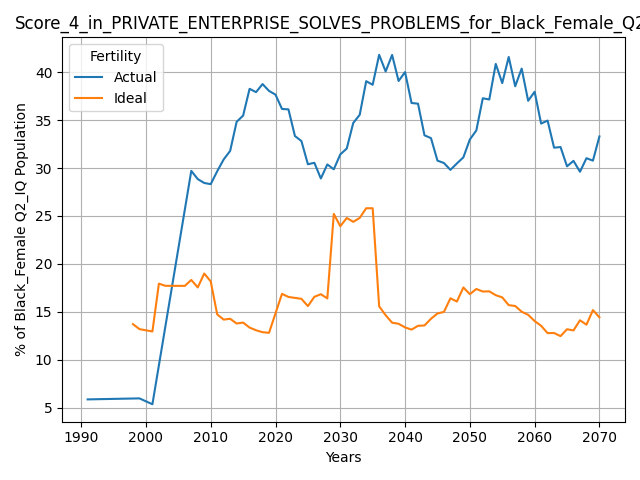 Score_4_in_PRIVATE_ENTERPRISE_SOLVES_PROBLEMS_for_Black_Female_Q2
Fertility
Actual
Ideal
% of Black_Female Q2_IQ Population
40
35
30
25
20
15
10
5
1990 2000 2010 2020 2030 2040 2050 2060 2070
Years